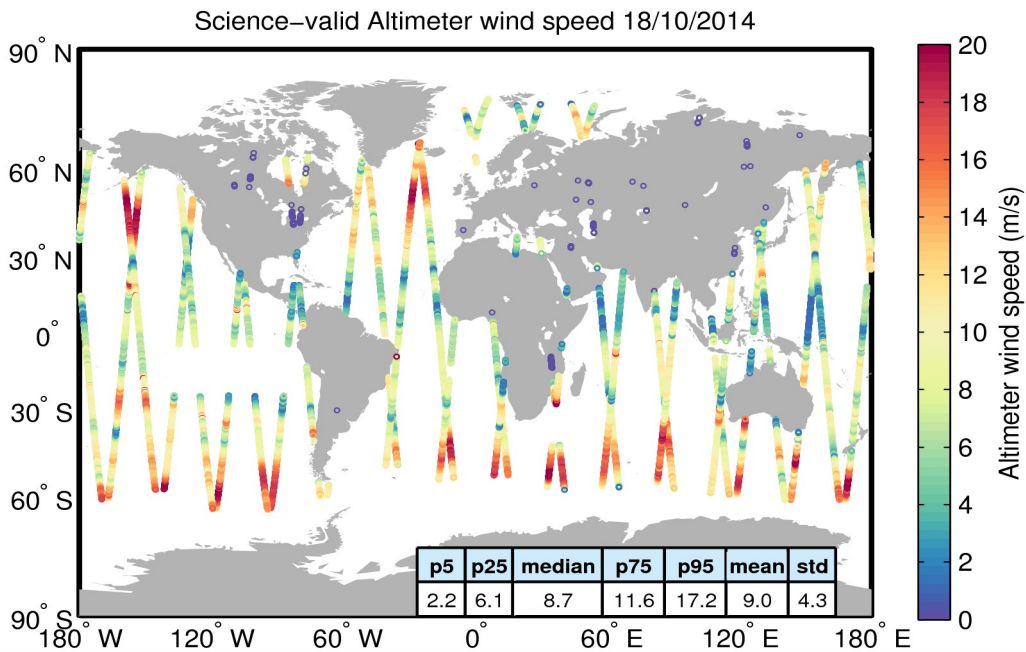 Science−valid Altimeter wind speed 18/10/2014
90° N
60° N
30° N
0°
30° S
60° S
90° S
180° W
120° W
60° W
0°
60° E
120° E
180° E
p5 p25 median p75 p95 mean std
2.2 6.1 8.7 11.6 17.2 9.0 4.3
20
18
16
14
12
10
8
6
4
2
0
Altimeter wind speed (m/s)